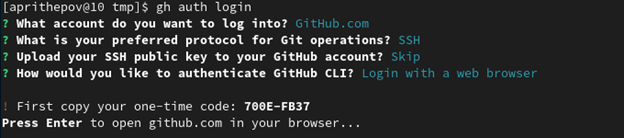 [aprithepov@10 tmp]$ gh auth login
? What account do you want to log into? GitHub.com
? What is your preferred protocol for Git operations? SSH
? Upload your SSH public key to your GitHub account? Skip
? How would you like to authenticate GitHub CLI? Login with a web browser
! First copy your one-time code: 700E-FB37
Press Enter to open github.com in your browser...